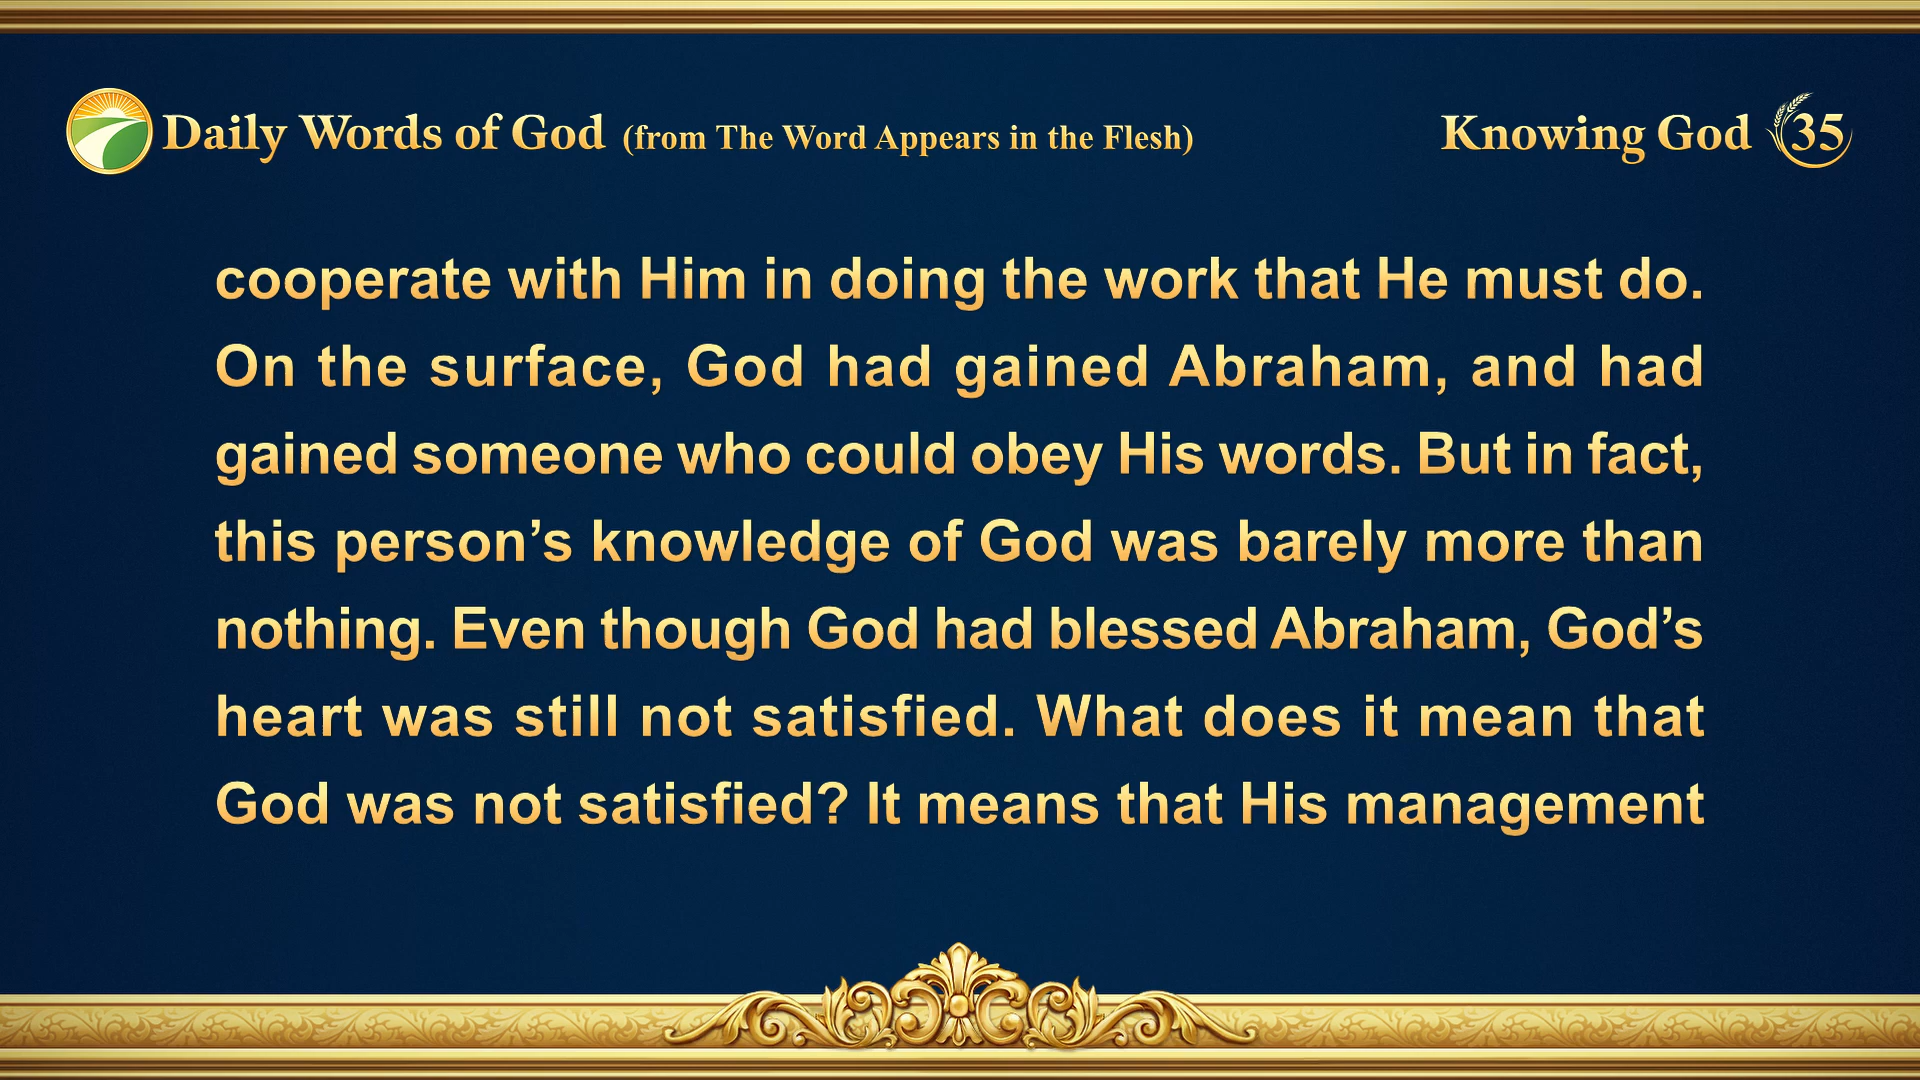 Daily Words of God (from The Word Appears in the Flesh)
Knowing God 35
cooperate with Him in doing the work that He must do.
On the surface, God had gained Abraham, and had
gained someone who could obey His words. But in fact,
this person’s knowledge of God was barely more than
nothing. Even though God had blessed Abraham, God’s
heart was still not satisfied. What does it mean that
God was not satisfied? It means that His management